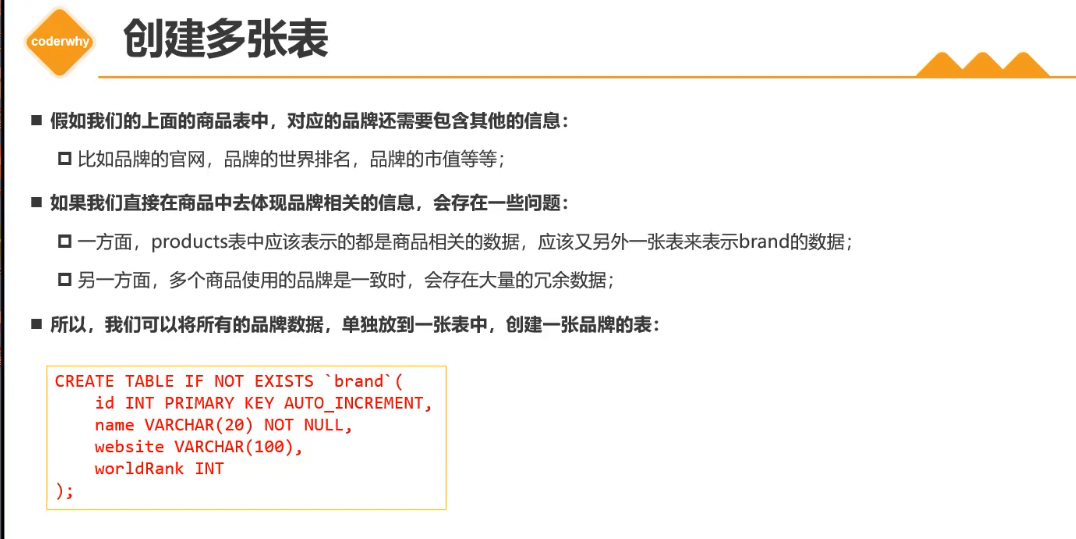 coderwhy
创建多张表
假如我们的上面的商品表中，对应的品牌还需要包含其他的信息：
比如品牌的官网，品牌的世界排名，品牌的市值等等；
如果我们直接在商品中去体现品牌相关的信息，会存在一些问题：
一方面，products表中应该表示的都是商品相关的数据，应该又另外一张表来表示brand的数据；
另一方面，多个商品使用的品牌是一致时，会存在大量的冗余数据；
所以，我们可以将所有的品牌数据，单独放到一张表中，创建一张品牌的表：
CREATE TABLE IF NOT EXISTS `brand`(
id INT PRIMARY KEY AUTO_INCREMENT,
name VARCHAR(20) NOT NULL,
website VARCHAR(100),
worldRank INT
);